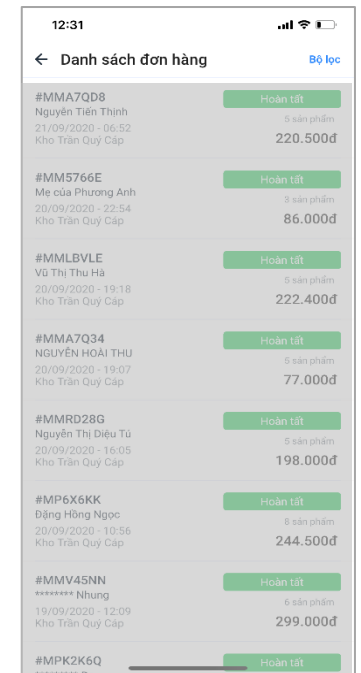 12:31
Danh sách đơn hàng
Bộ lọc
#MMA7QD8
Hoàn tất
Nguyễn Tiến Thịnh
5 sản phẩm
21/09/2020 - 06:52
220.500đ
Kho Trần Quý Cáp
#MM5766E
Hoàn tất
Mẹ của Phương Anh
3 sản phẩm
20/09/2020 - 22:54
86.000đ
Kho Trần Quý Cáp
#MMLBVLE
Hoàn tất
Vũ Thị Thu Hà
5 sản phẩm
20/09/2020 - 19:18
222.400đ
Kho Trần Quý Cáp
#MMA7Q34
Hoàn tất
NGUYỄN HOÀI THU
5 sản phẩm
20/09/2020 - 19:07
77.000đ
Kho Trần Quý Cáp
#MMRD28G
Hoàn tất
Nguyễn Thị Diệu Tú
5 sản phẩm
20/09/2020 - 16:05
198.000đ
Kho Trần Quý Cáp
#MP6X6KK
Hoàn tất
Đặng Hồng Ngọc
8 sản phẩm
20/09/2020 - 10:56
244.500đ
Kho Trần Quý Cáp
#MMV45NN
Hoàn tất
******** Nhung
6 sản phẩm
19/09/2020 - 12:09
299.000đ
Kho Trần Quý Cáp
#MPK2K6Q
Hoàn tất